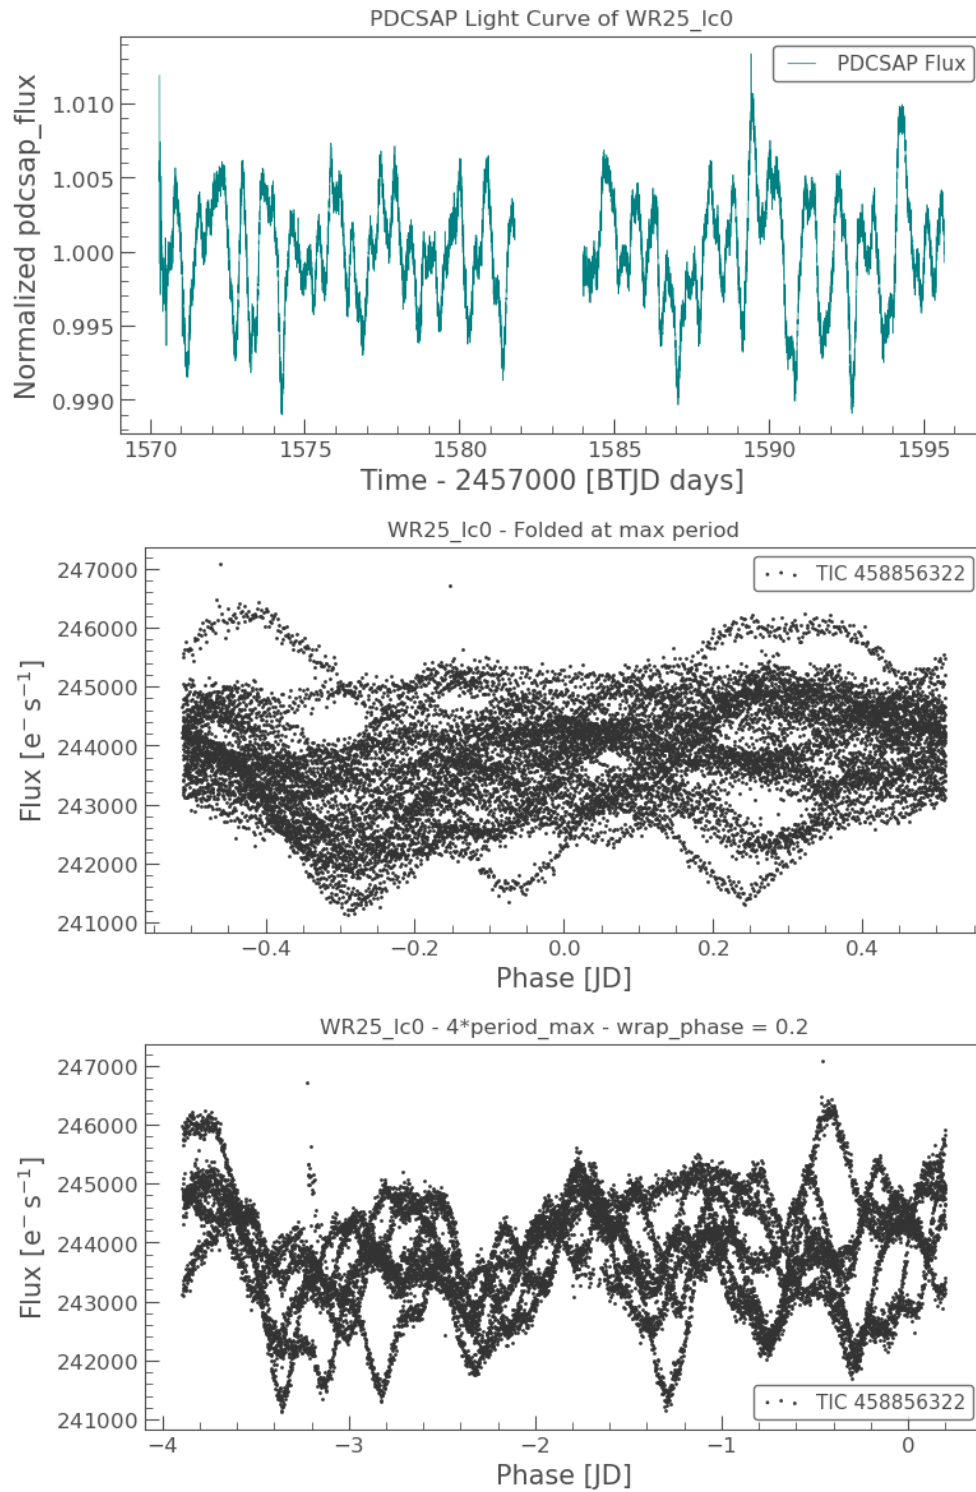 PDCSAP Light Curve of WR25_lc0
PDCSAP Flux
Normalized pdcsap_flux
1.010
1.005
1.000
0.995
0.990
1570
1575
1580
1585
1590
1595
Time - 2457000 [BTJD days]
WR25_lc0 - Folded at max period
TIC 458856322
Flux [e⁻ s⁻¹]
247000
246000
245000
244000
243000
242000
241000
−0.4
−0.2
0.0
0.2
0.4
Phase [JD]
WR25_lc0 - 4*period_max - wrap_phase = 0.2
Flux [e⁻ s⁻¹]
247000
246000
245000
244000
243000
242000
241000
TIC 458856322
−4
−3
−2
−1
0
Phase [JD]